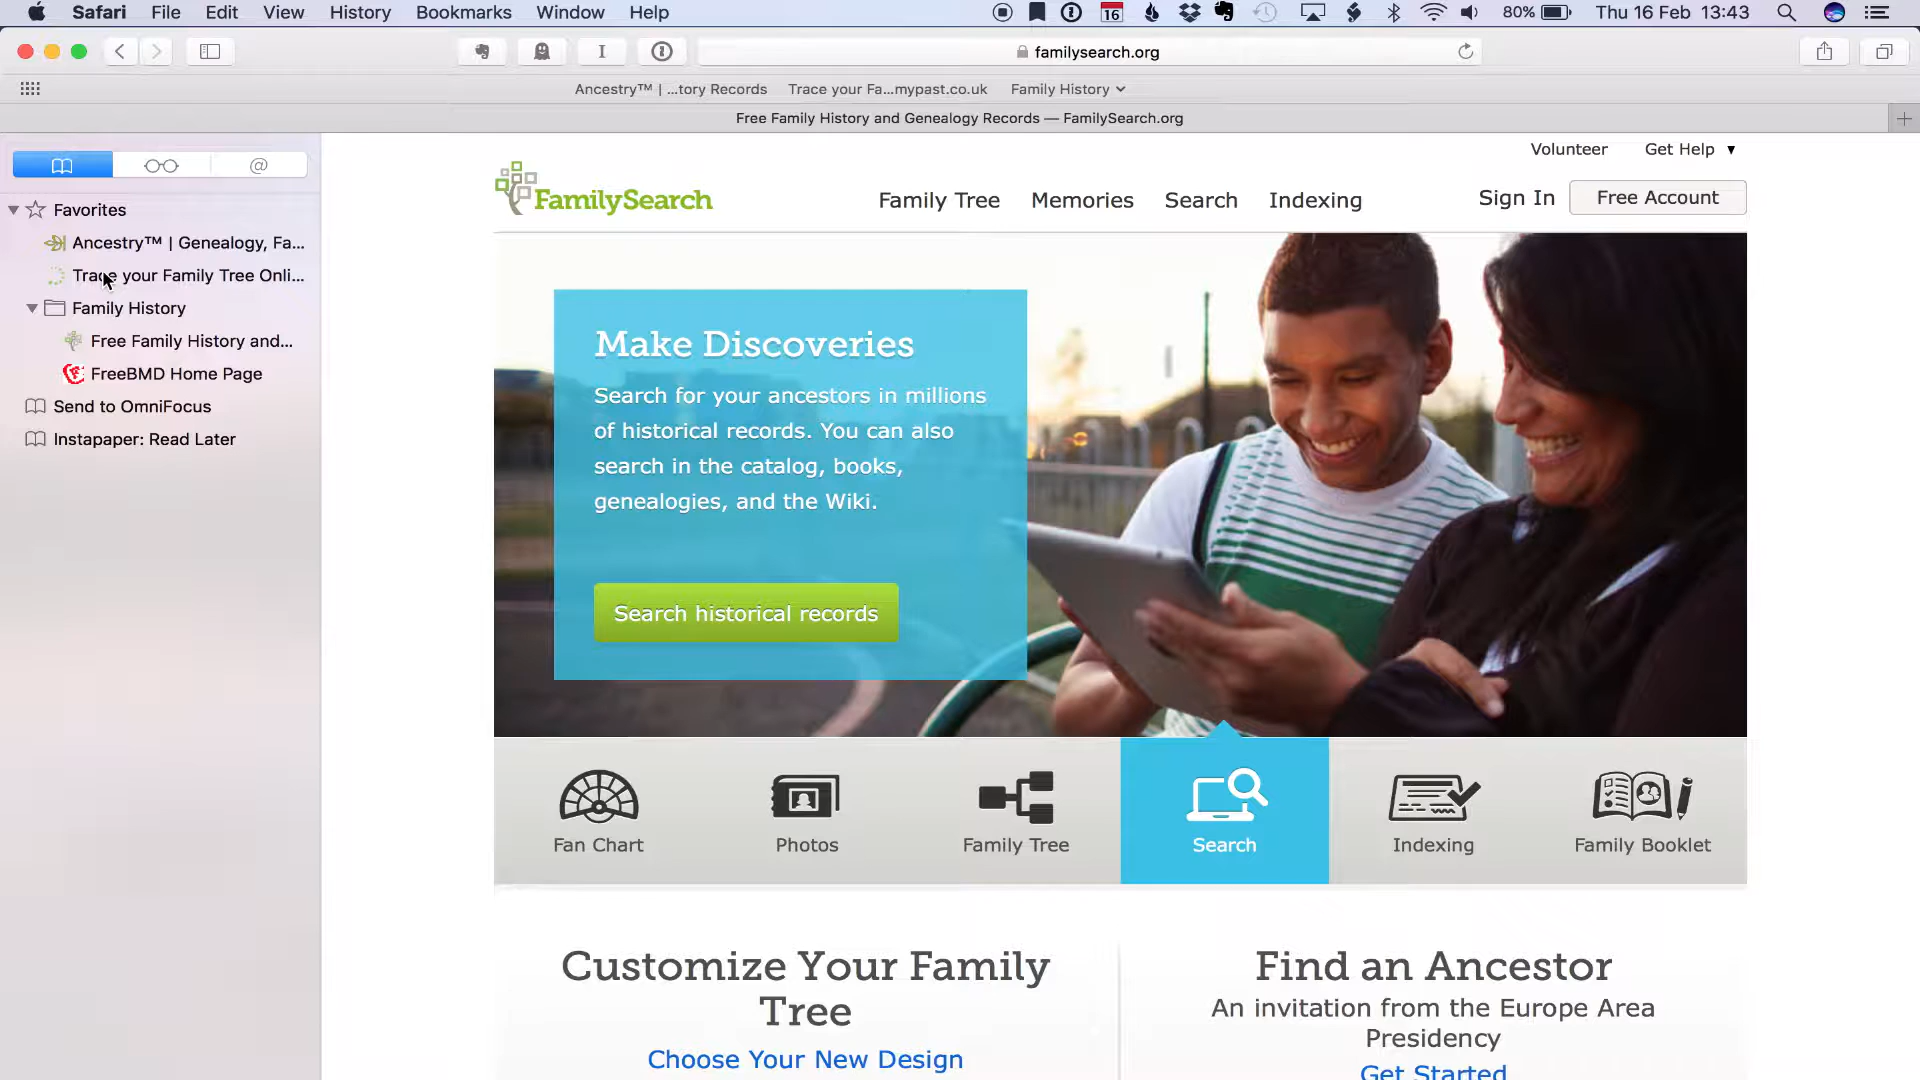 Safari File Edit View History Bookmarks Window Help 16 80% Thu 16 Feb 13:43
familysearch.org
Ancestry™ | ...tory Records Trace your Fa...mypast.co.uk Family History
Free Family History and Genealogy Records — FamilySearch.org
@
Favorites
Ancestry™ | Genealogy, Fa...
Trace your Family Tree Onli...
Family History
Free Family History and...
FreeBMD Home Page
Send to OmniFocus
Instapaper: Read Later
Volunteer Get Help ▼
FamilySearch Family Tree Memories Search Indexing Sign In Free Account
Make Discoveries
Search for your ancestors in millions
of historical records. You can also
search in the catalog, books,
genealogies, and the Wiki.
Search historical records
Fan Chart Photos Family Tree Search Indexing Family Booklet
Customize Your Family
Tree
Choose Your New Design
Find an Ancestor
An invitation from the Europe Area
Presidency
Get Started